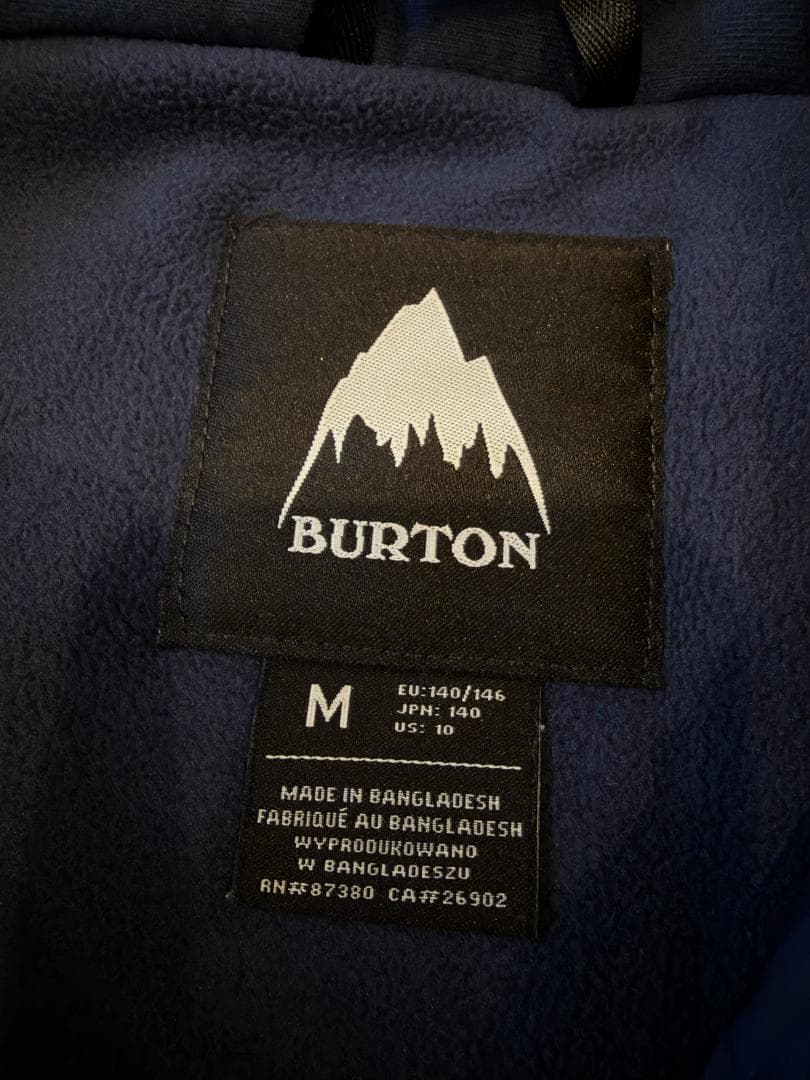 BURTON
M
EU:140/146
JPN: 140
US: 10
MADE IN BANGLADESH
FABRIQUÉ AU BANGLADESH
WYPRODUKOWANO
W BANGLADESZU
RN#87380 CA#26902